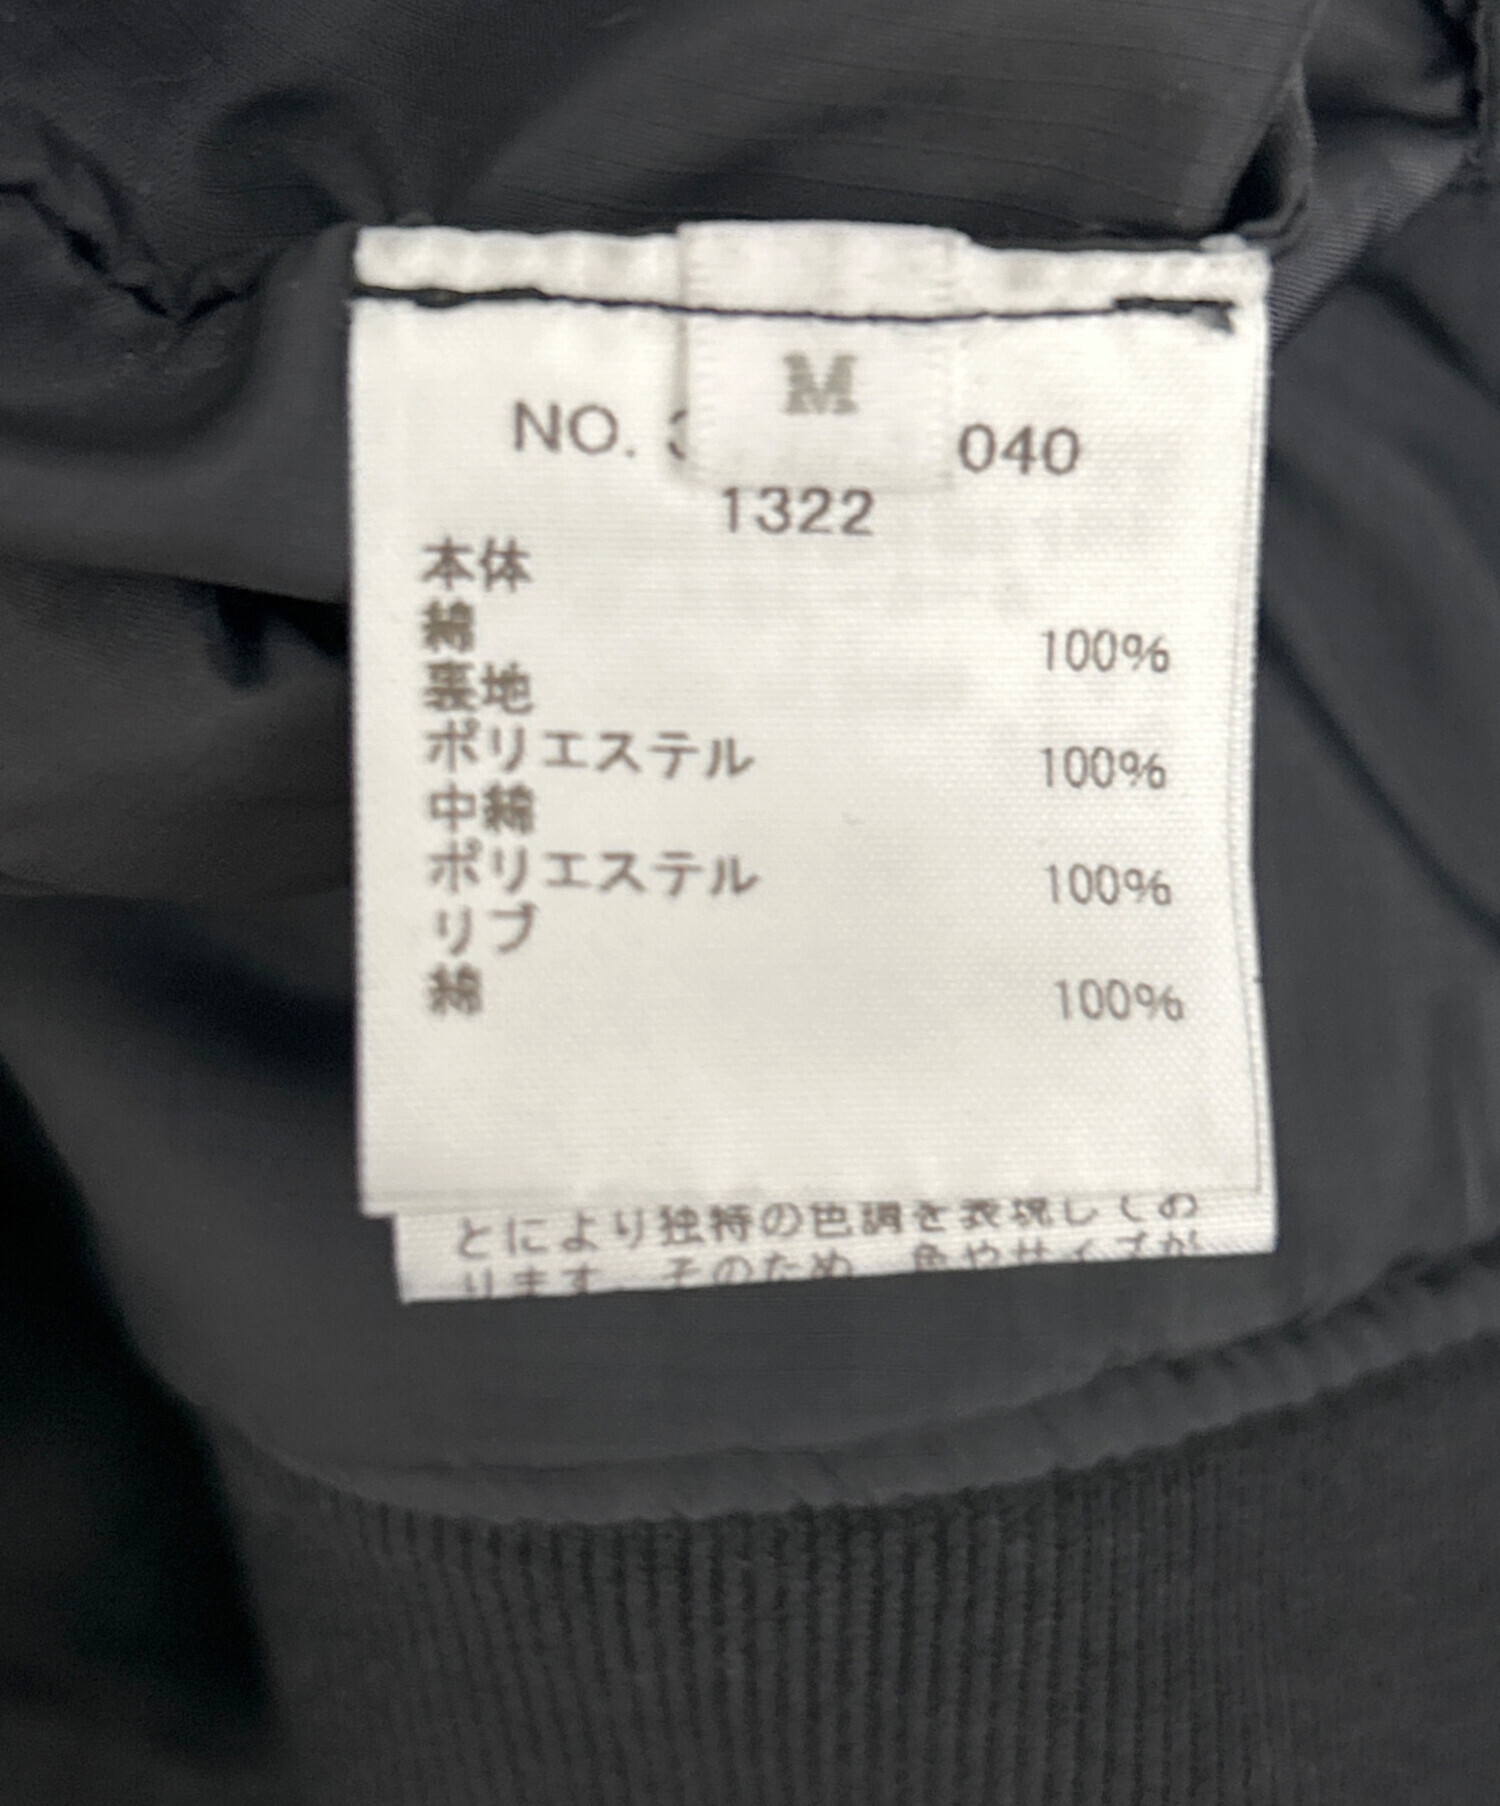 M
NO. 040
1322
本体
綿 100%
裏地
ポリエステル 100%
中綿
ポリエステル 100%
リブ
綿 100%
とにより独特の色調を表現してお
ります そのため 色やサイズが